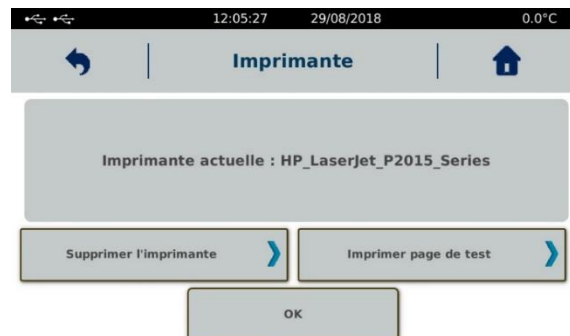 12:05:27 29/08/2018 0.0°C
Imprimante
Imprimante actuelle : HP_LaserJet_P2015_Series
Supprimer l'imprimante Imprimer page de test
OK